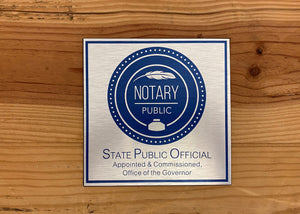 NOTARY
PUBLIC
STATE PUBLIC OFFICIAL
Appointed & Commissioned,
Office of the Governor